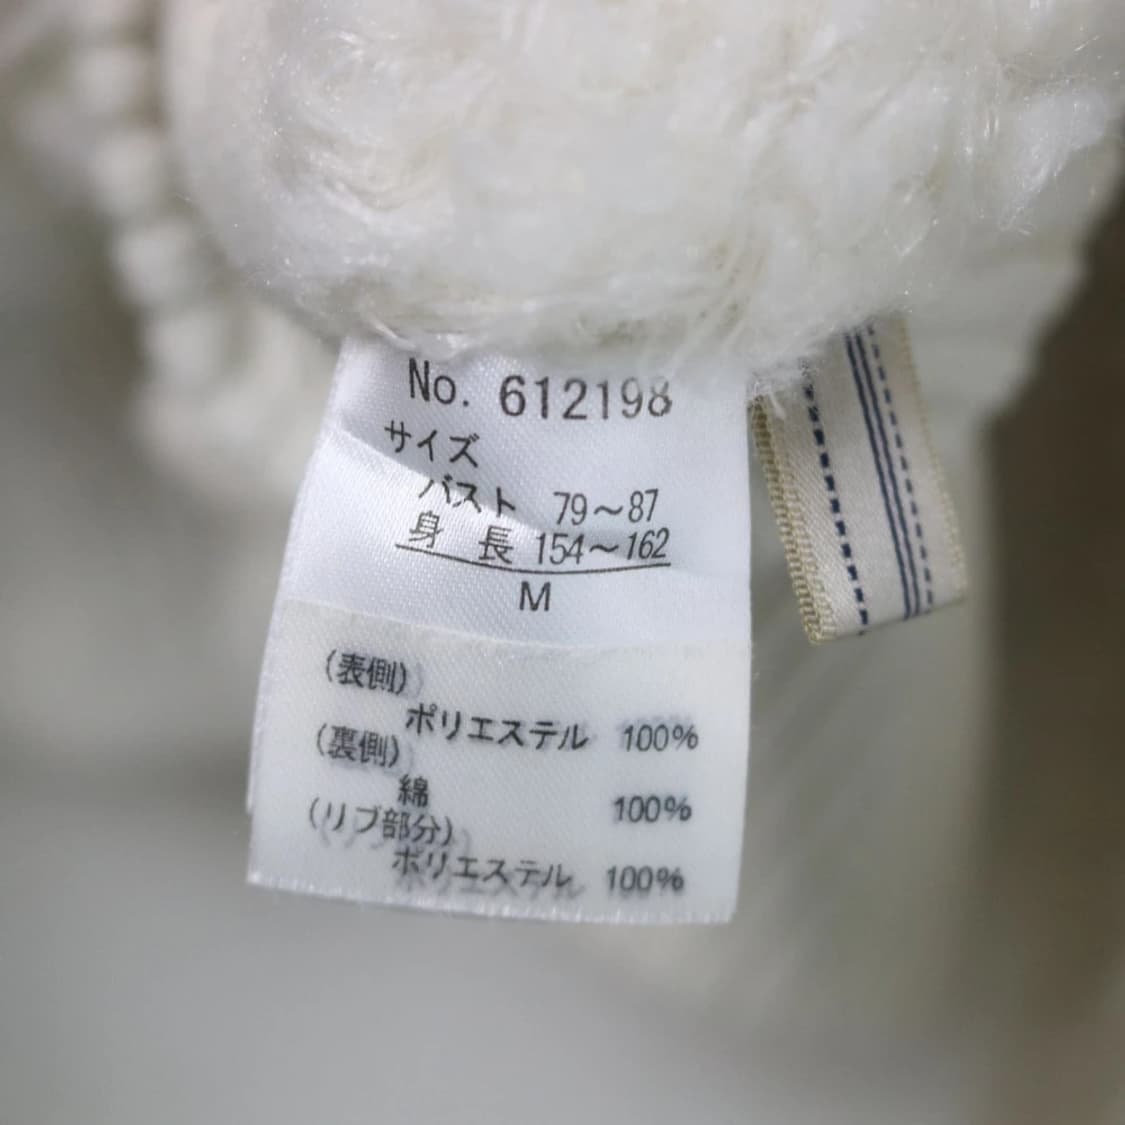 No. 612198
サイズ
バスト 79～87
身長 154～162
M
(表側)
ポリエステル 100%
(裏側)
綿 100%
(リブ部分)
ポリエステル 100%